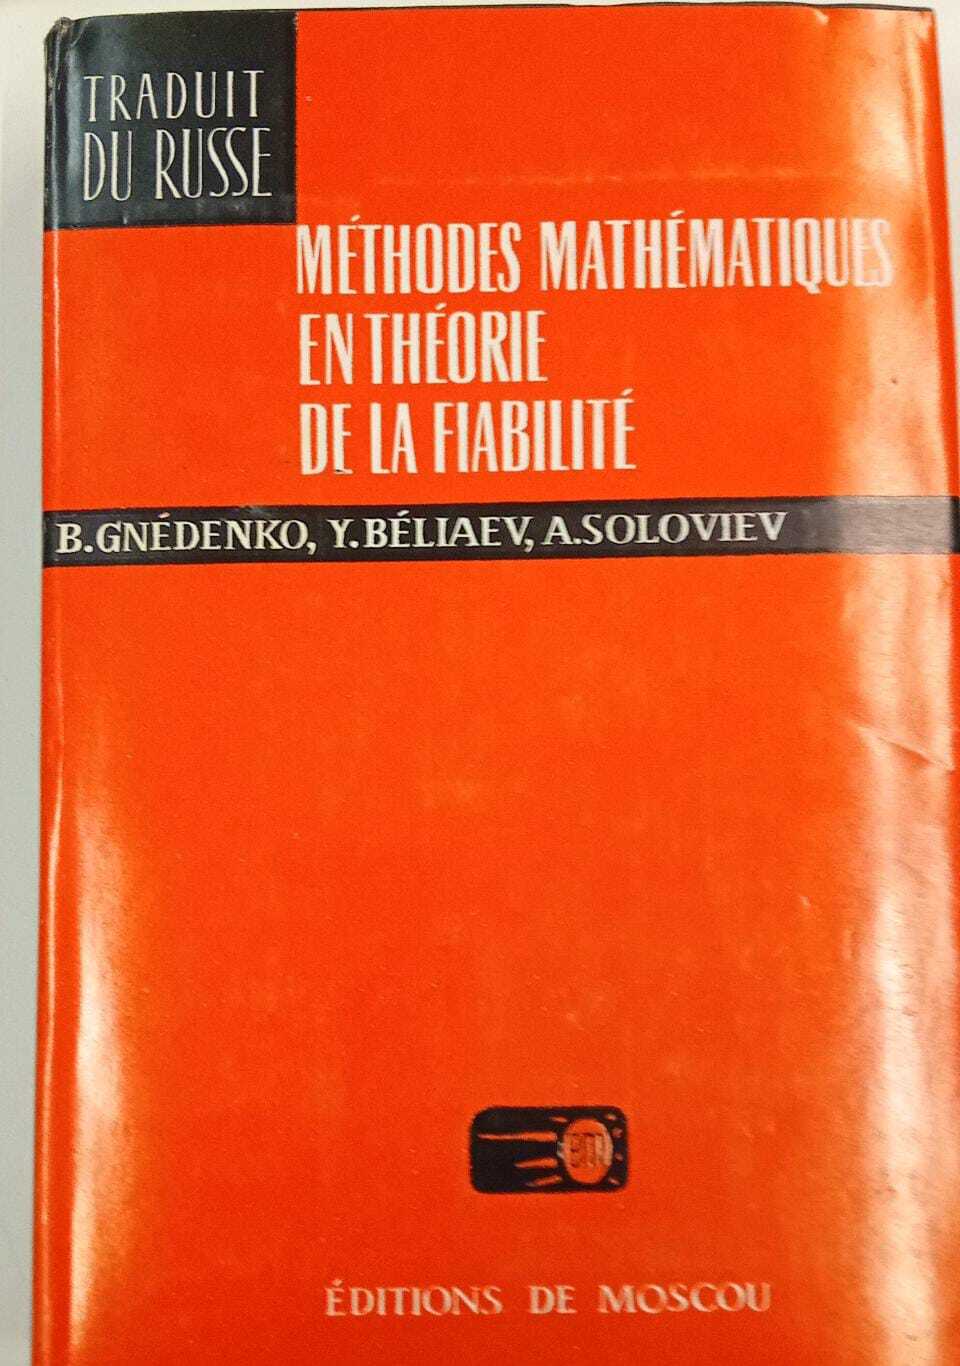 TRADUIT
DU RUSSE
MÉTHODES MATHÉMATIQUES
EN THÉORIE
DE LA FIABILITÉ
B.GNÉDENKO, Y.BÉLIAEV, A.SOLOVIEV
ÉDITIONS DE MOSCOU